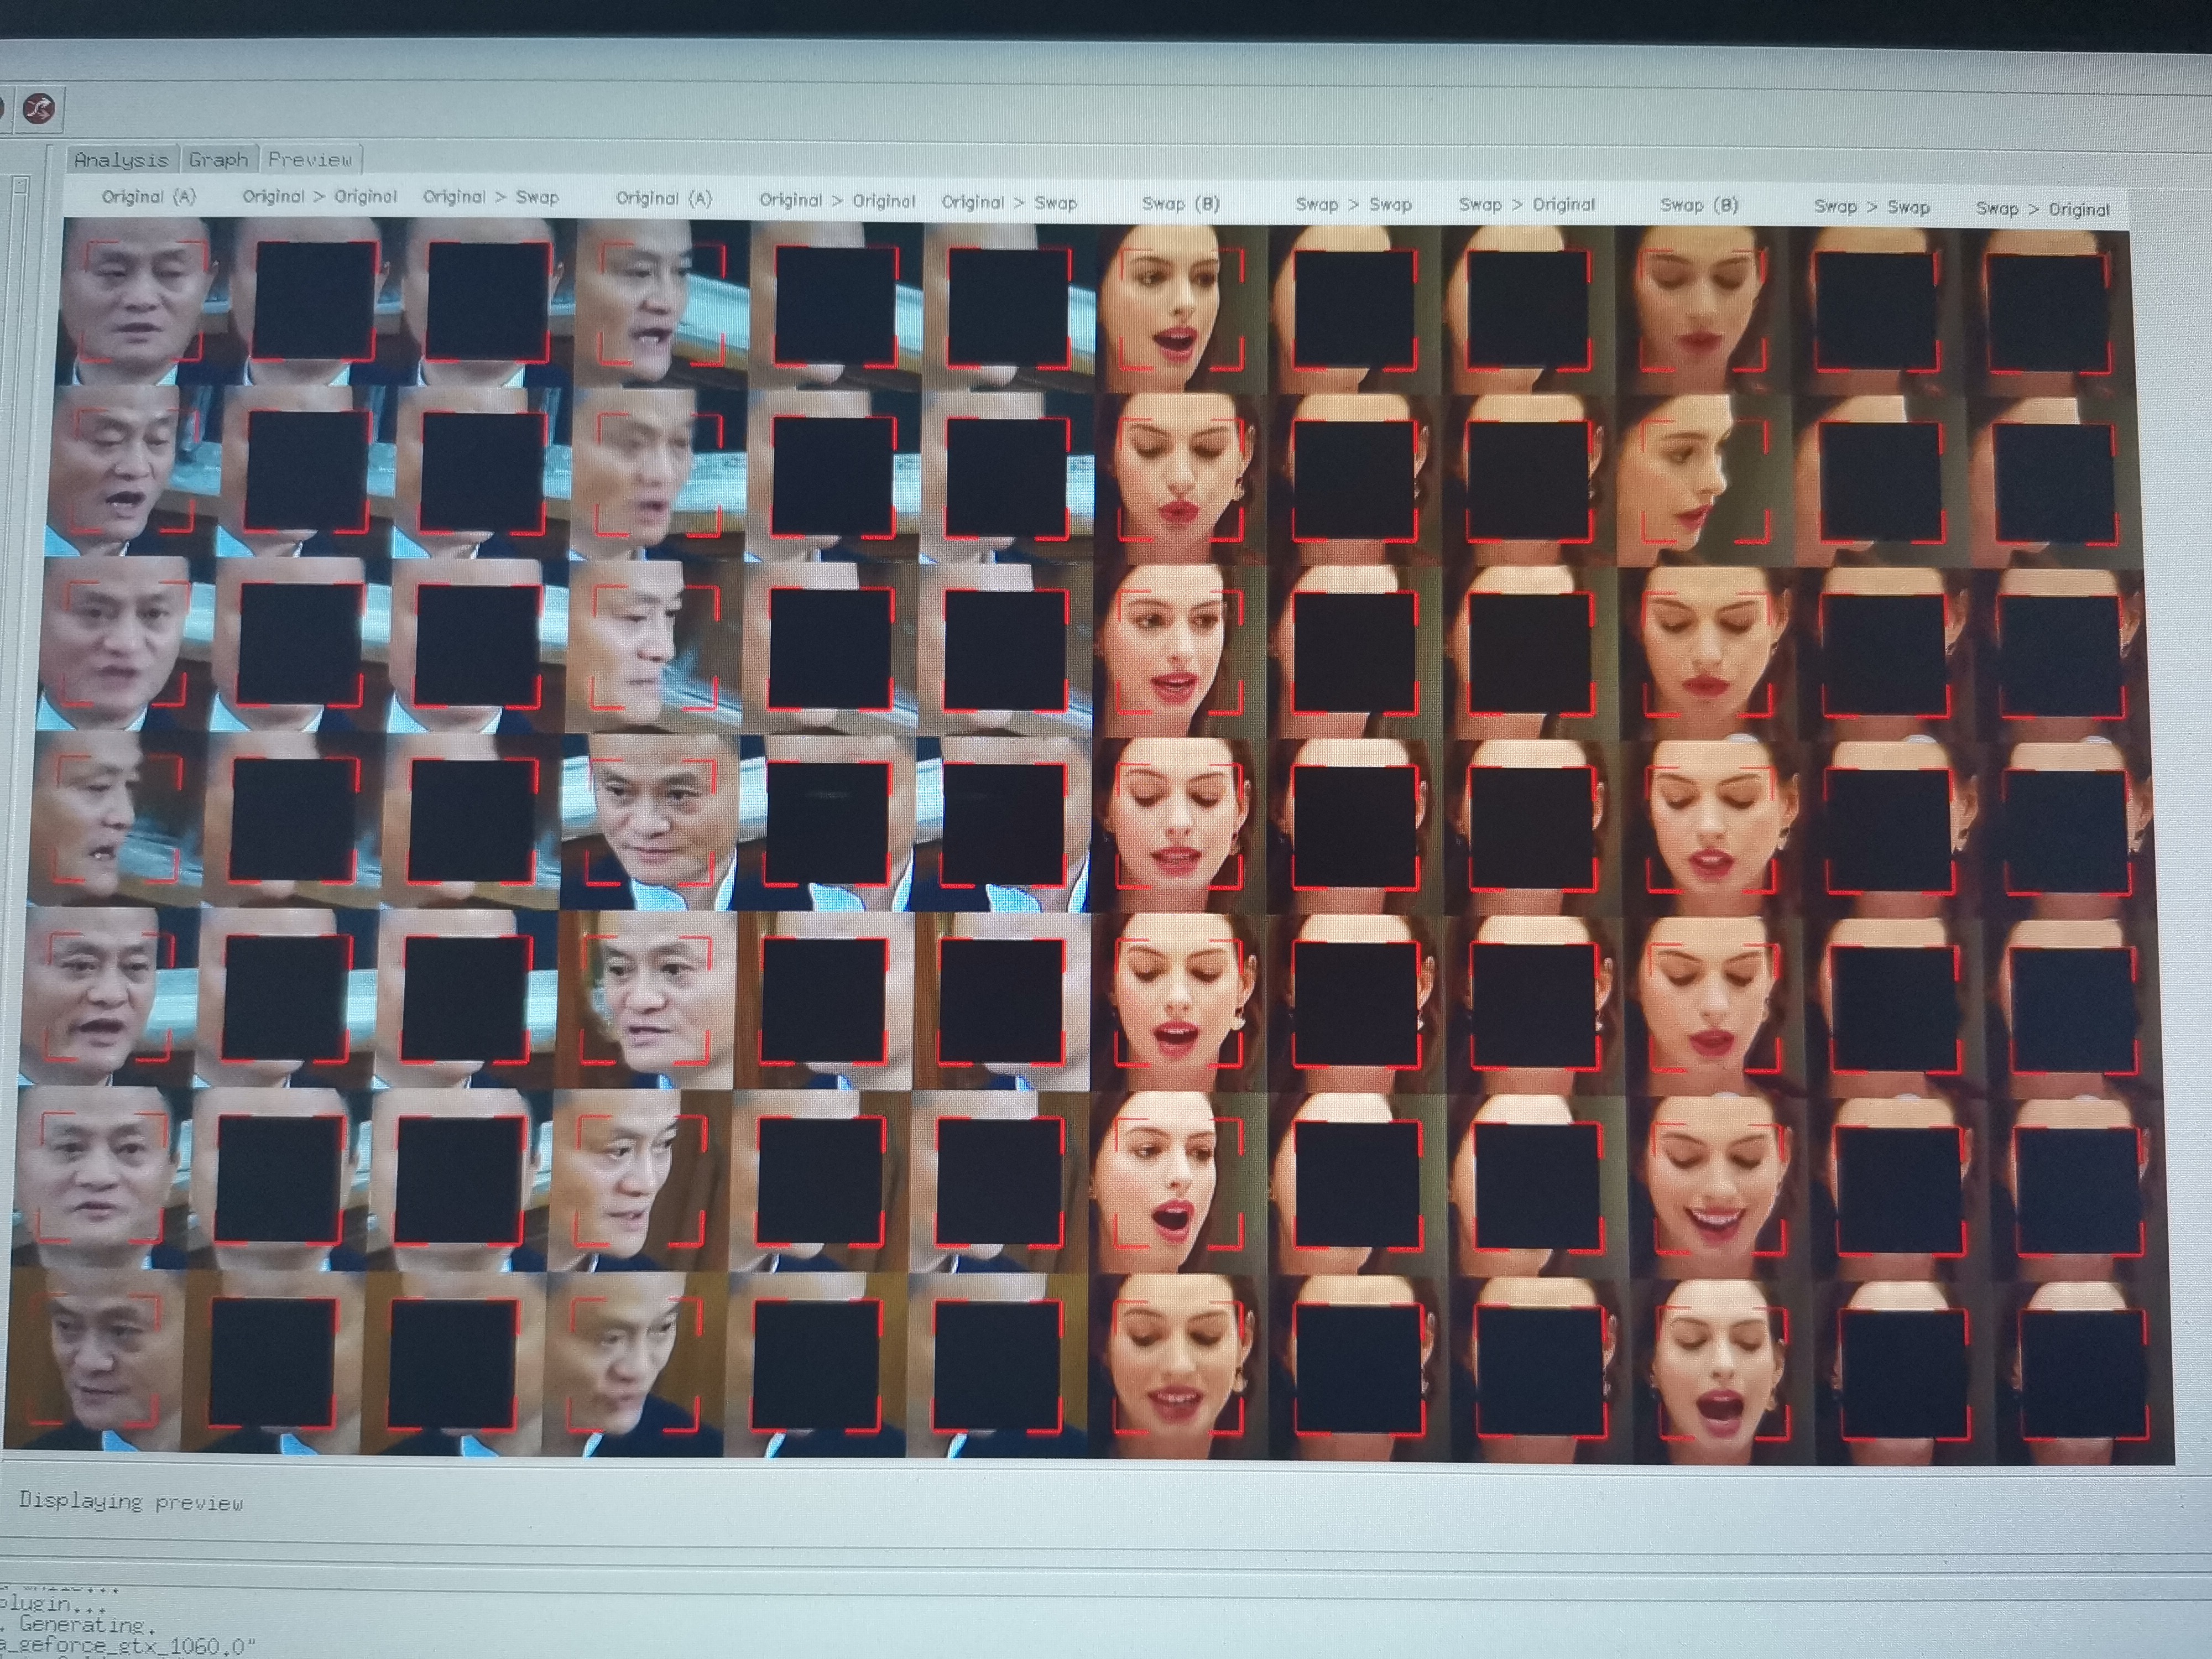 Analysis Graph Preview
Original (A) Original > Original Original > Swap Original (A) Original > Original Original > Swap Swap (B) Swap > Swap Swap > Original Swap (B) Swap > Swap Swap > Original
Displaying preview
plugin...
. Generating.
a_geforce_gtx_1060.0"